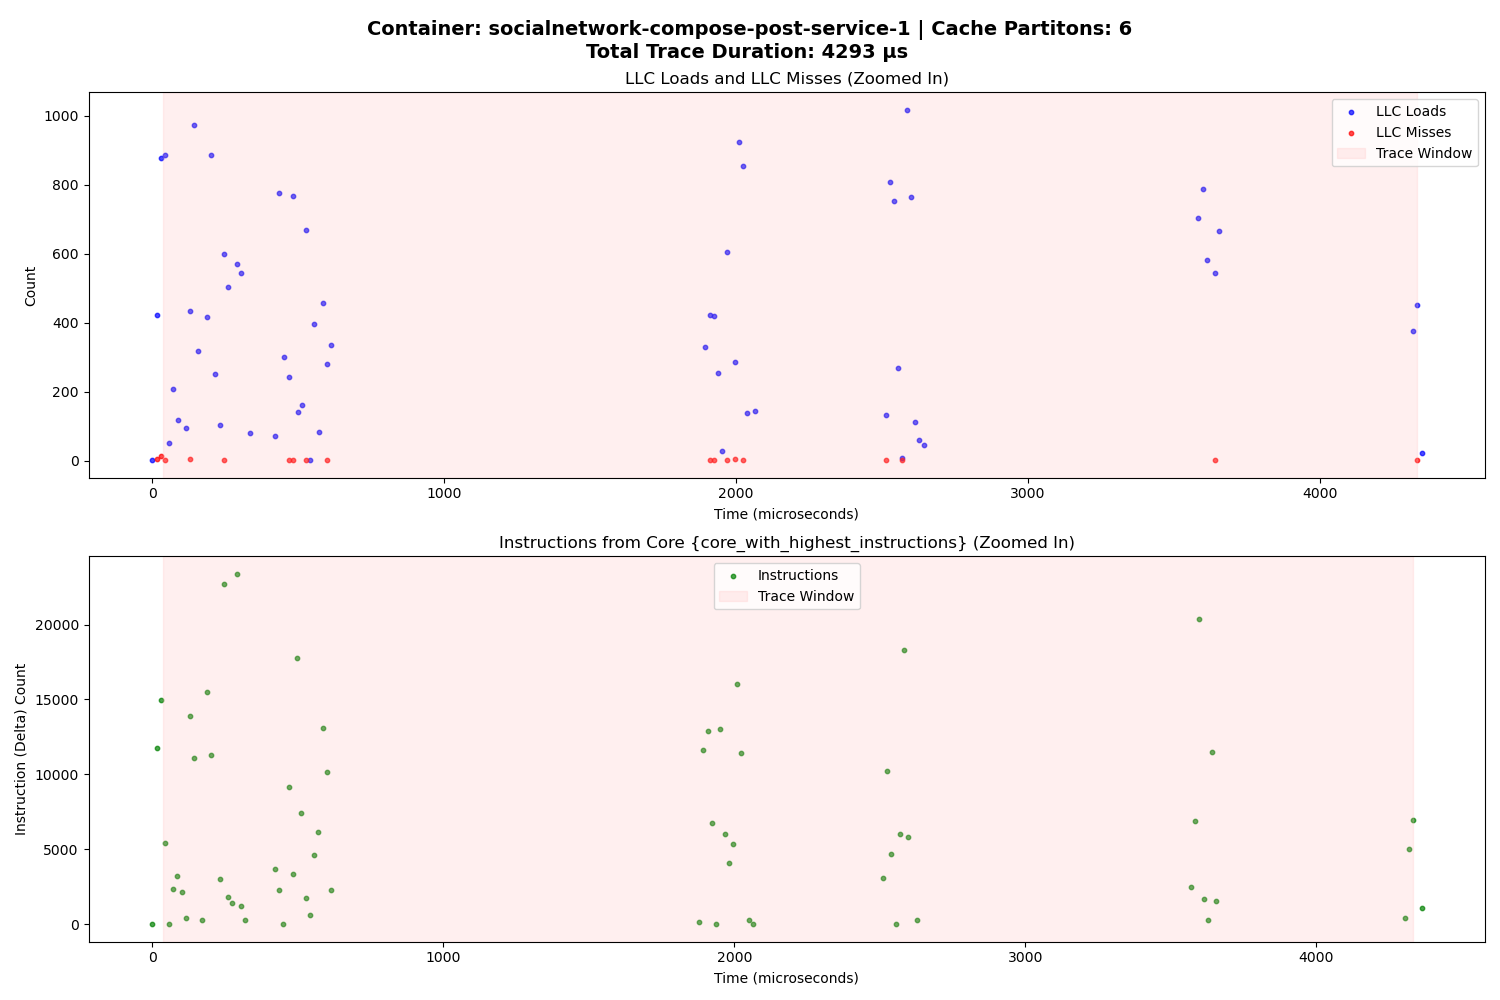 Container: socialnetwork-compose-post-service-1 | Cache Partitons: 6
Total Trace Duration: 4293 µs
LLC Loads and LLC Misses (Zoomed In)
1000
800
600
400
200
0
Count
LLC Loads
LLC Misses
Trace Window
0 1000 2000 3000 4000
Time (microseconds)
Instructions from Core {core_with_highest_instructions} (Zoomed In)
20000
15000
10000
5000
0
Instruction (Delta) Count
Instructions
Trace Window
0 1000 2000 3000 4000
Time (microseconds)